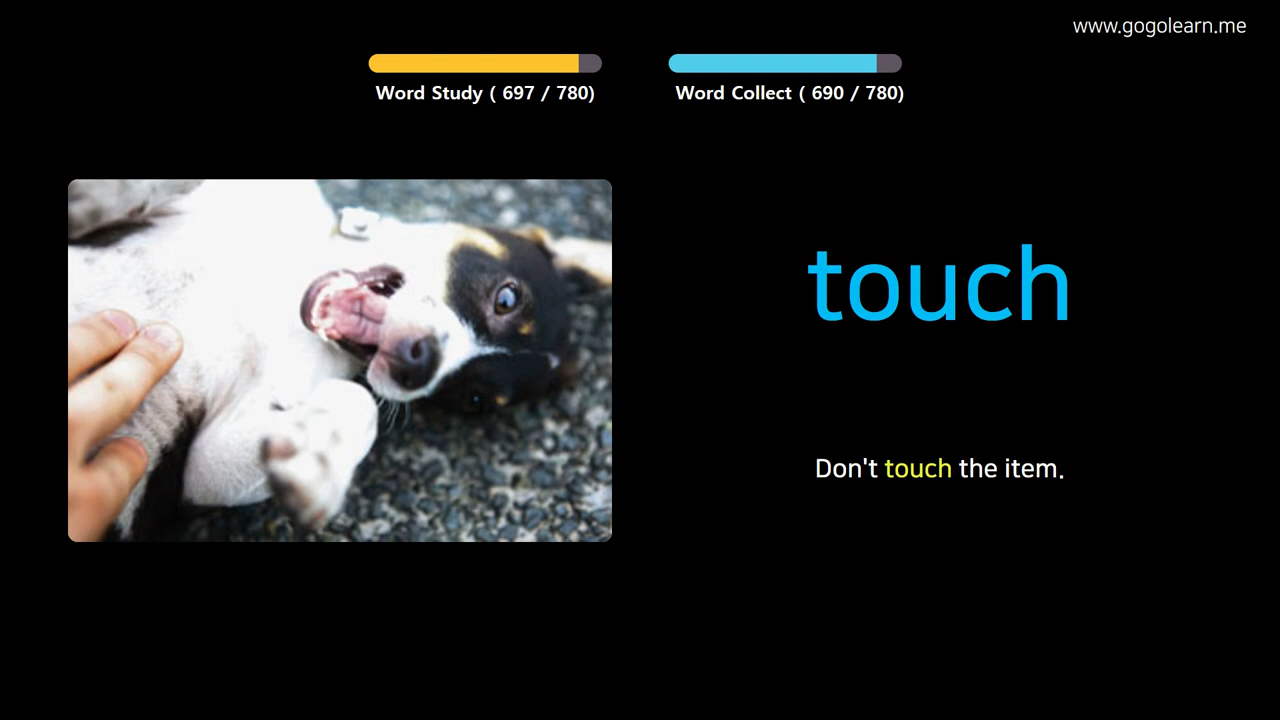 www.gogolearn.me
Word Study ( 697 / 780)
Word Collect ( 690 / 780)
touch
Don't touch the item.